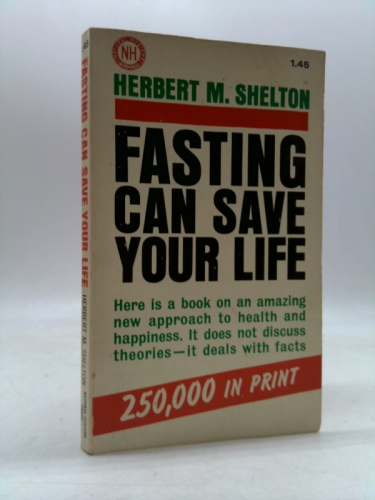 NH
1.45
HERBERT M. SHELTON
FASTING
CAN SAVE
YOUR LIFE
Here is a book on an amazing
new approach to health and
happiness. It does not discuss
theories—it deals with facts
250,000 IN PRINT
FASTING CAN SAVE YOUR LIFE HERBERT M. SHELTON